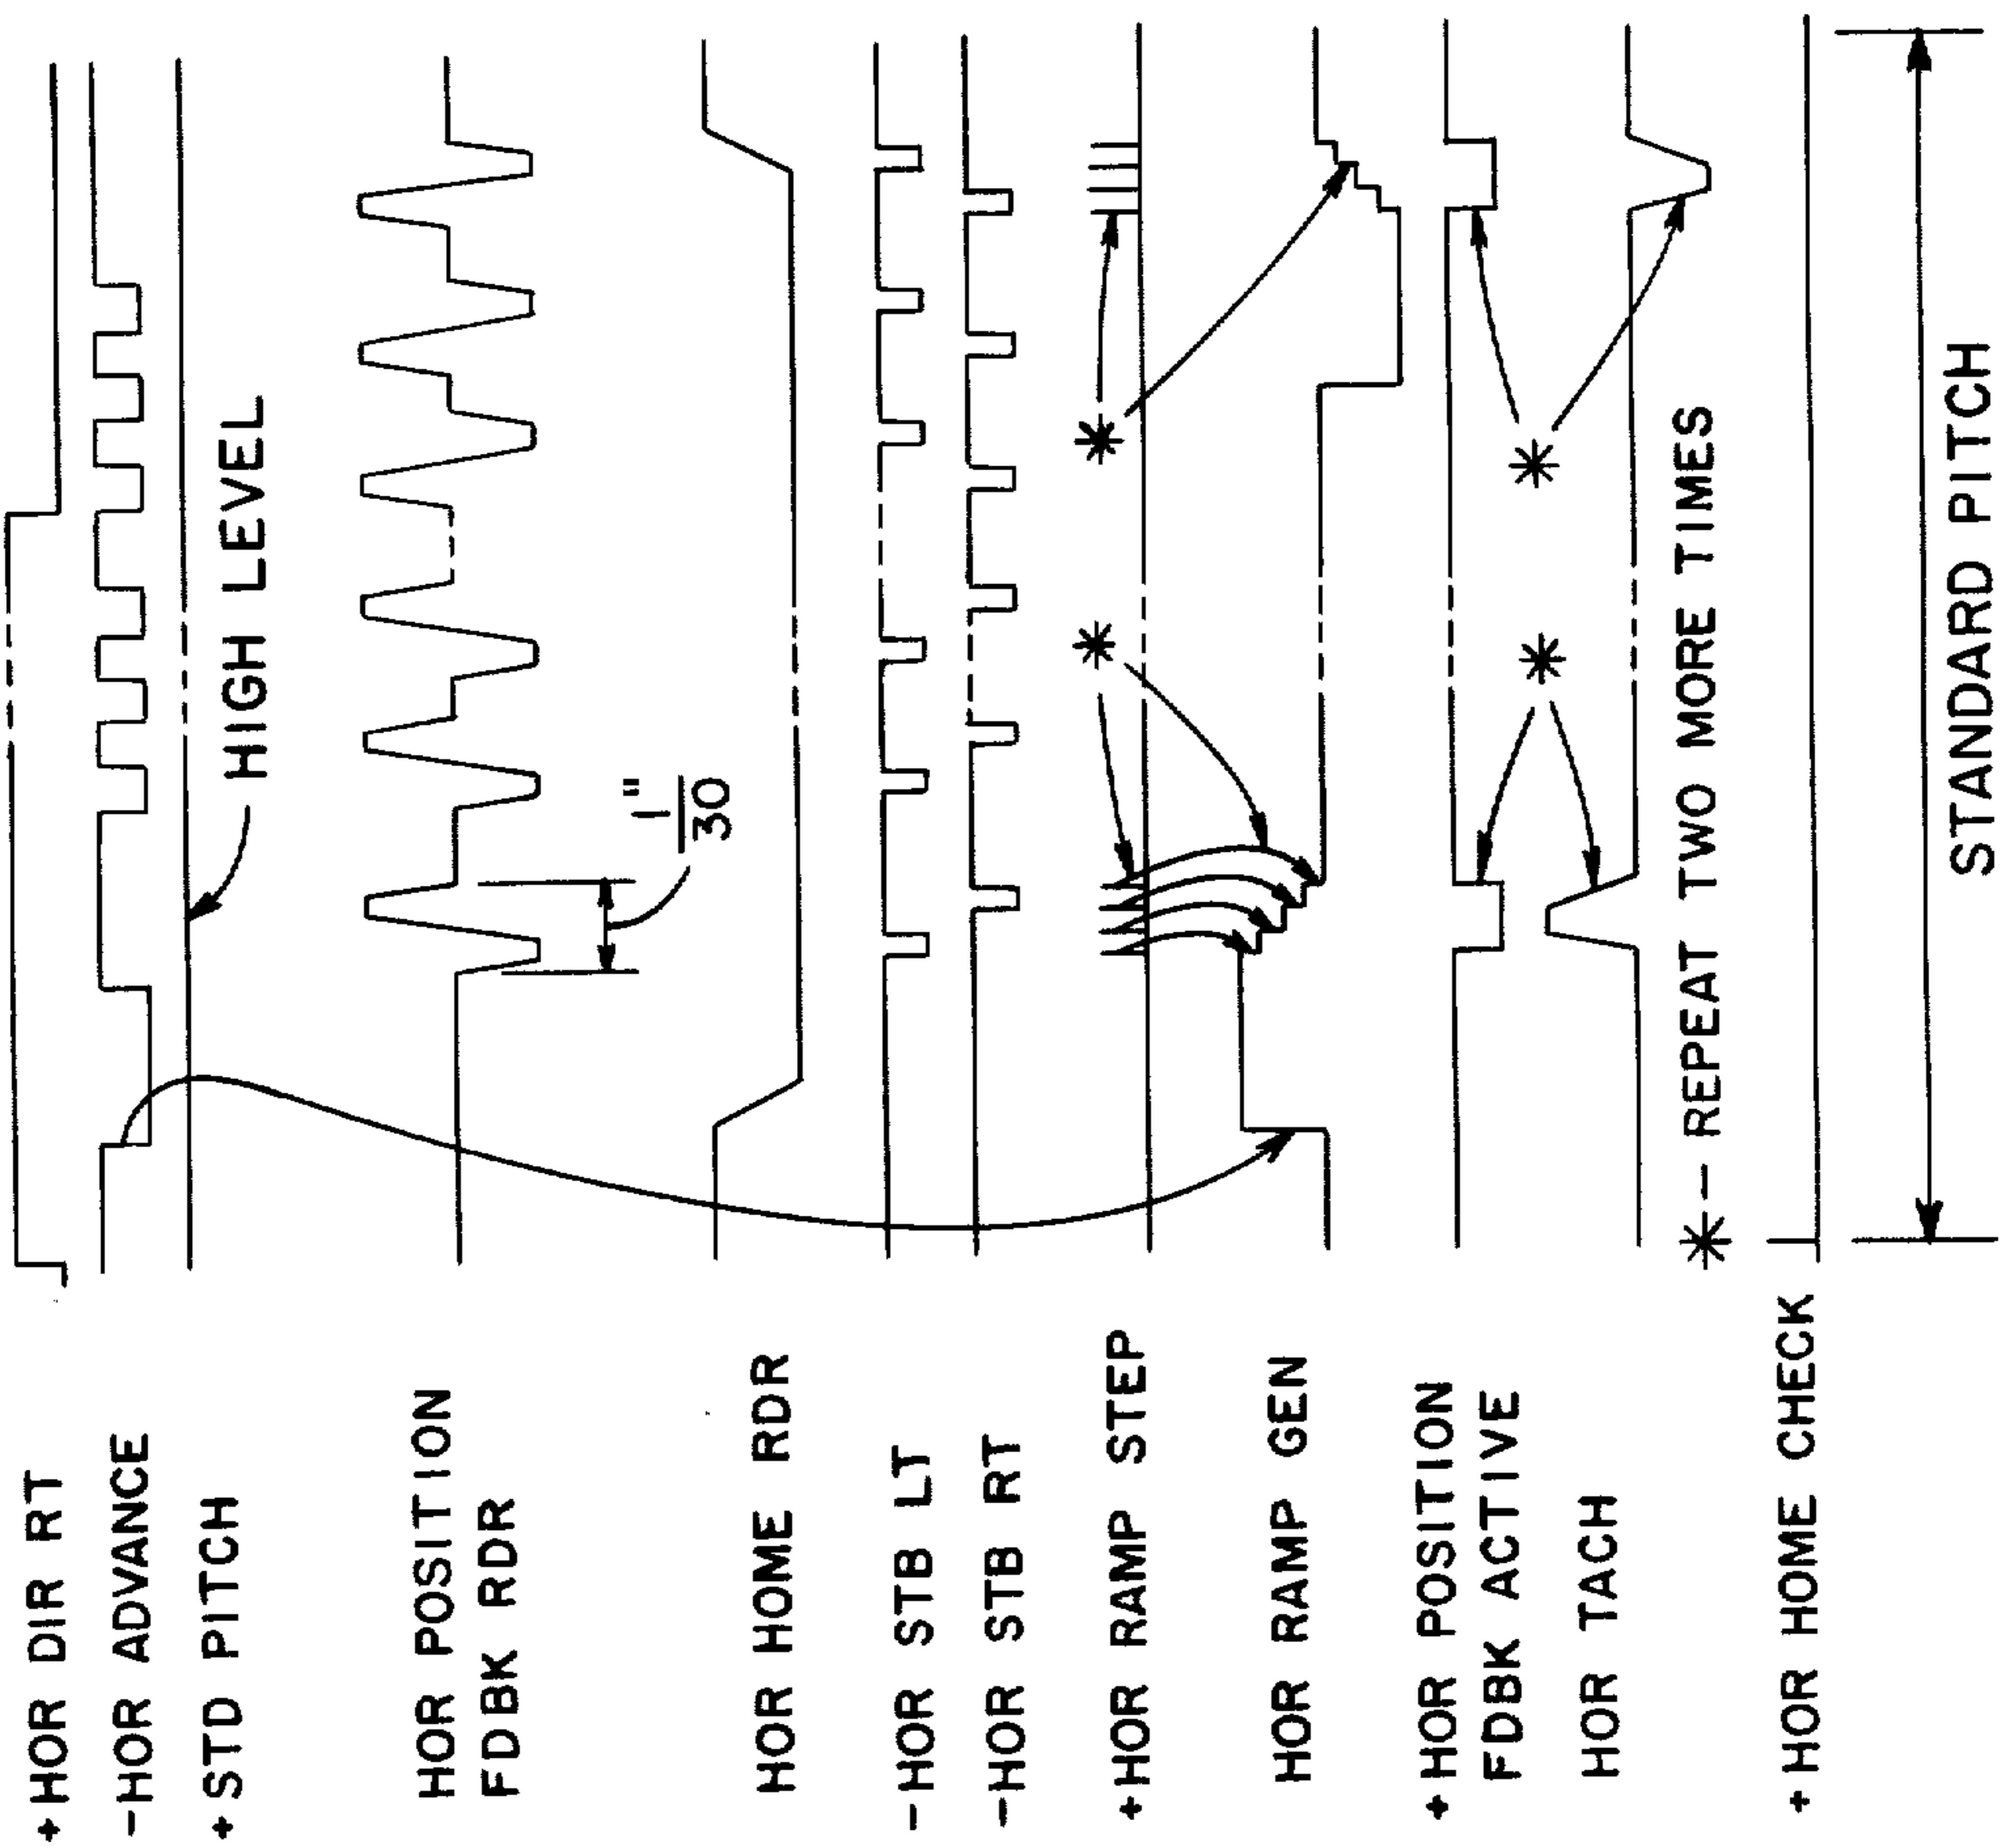 +HOR DIR RT
-HOR ADVANCE
+STD PITCH
HIGH LEVEL
HOR POSITION
FDBK RDR
1"
30
HOR HOME RDR
-HOR STB LT
-HOR STB RT
+HOR RAMP STEP
* *
HOR RAMP GEN
+HOR POSITION
FDBK ACTIVE
* *
HOR TACH
*-REPEAT TWO MORE TIMES
+HOR HOME CHECK
STANDARD PITCH